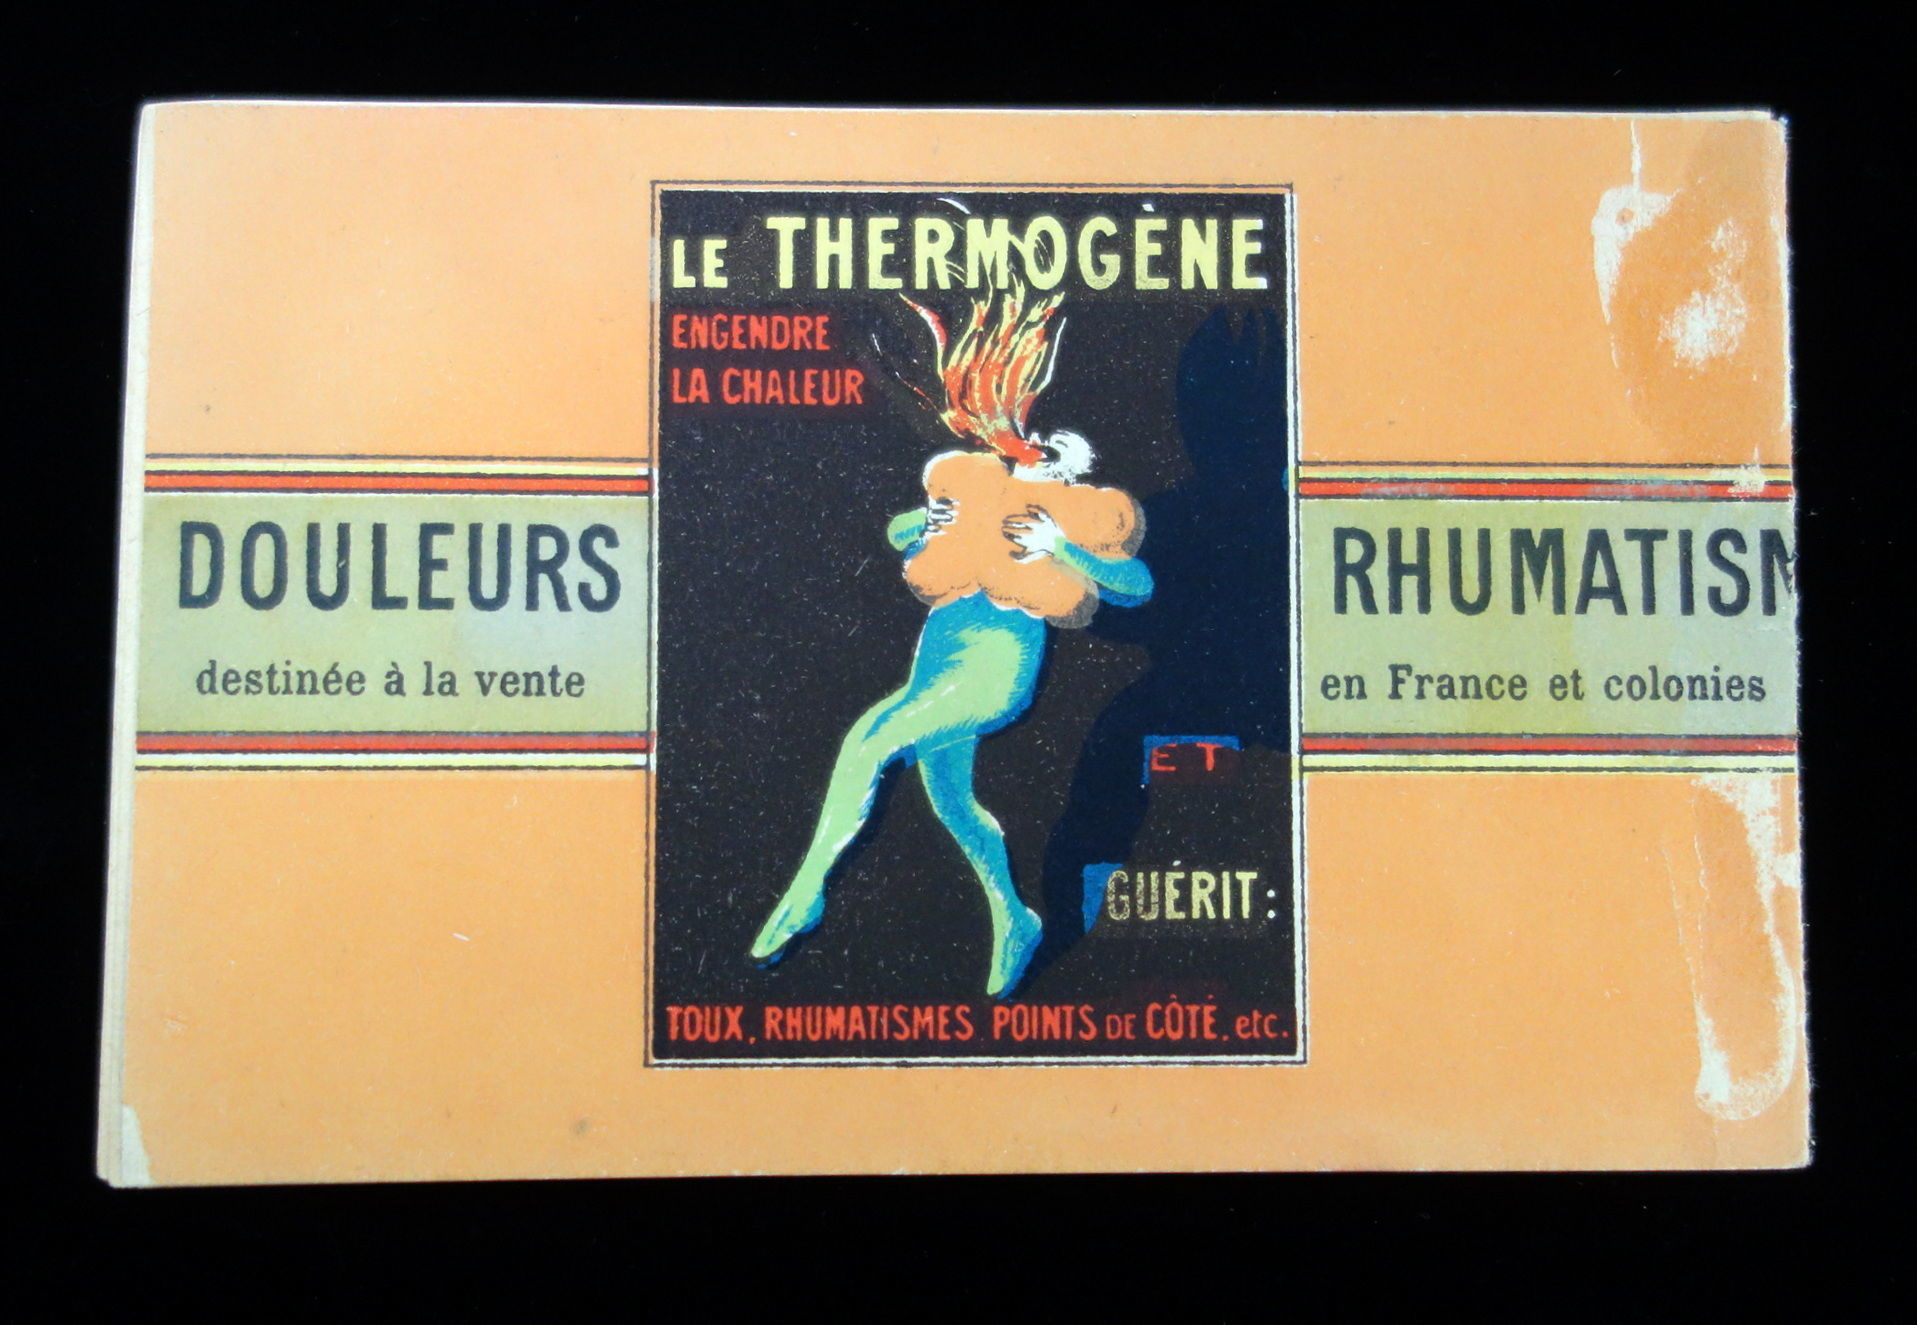 LE THERMOGÈNE
ENGENDRE
LA CHALEUR
DOULEURS
destinée à la vente
RHUMATISM
en France et colonies
ET
GUÉRIT:
TOUX, RHUMATISMES POINTS DE CÔTÉ, etc.